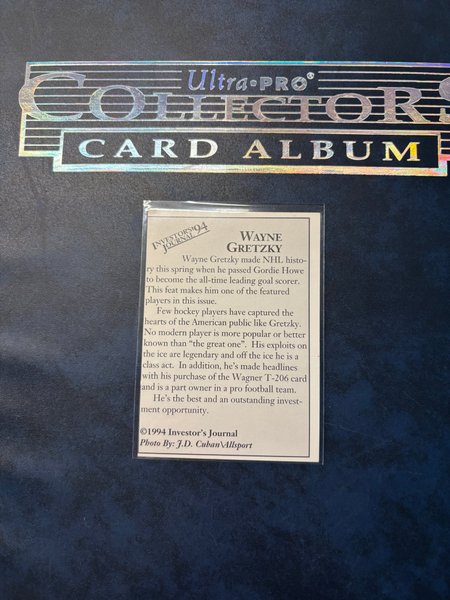 Ultra•PRO®
COLLECTORS
CARD ALBUM
INVESTORS' '94
JOURNAL
WAYNE
GRETZKY
Wayne Gretzky made NHL histo-
ry this spring when he passed Gordie Howe
to become the all-time leading goal scorer.
This feat makes him one of the featured
players in this issue.
Few hockey players have captured the
hearts of the American public like Gretzky.
No modern player is more popular or better
known than "the great one". His exploits on
the ice are legendary and off the ice he is a
class act. In addition, he's made headlines
with his purchase of the Wagner T-206 card
and is a part owner in a pro football team.
He's the best and an outstanding invest-
ment opportunity.
©1994 Investor's Journal
Photo By: J.D. Cuban\Allsport